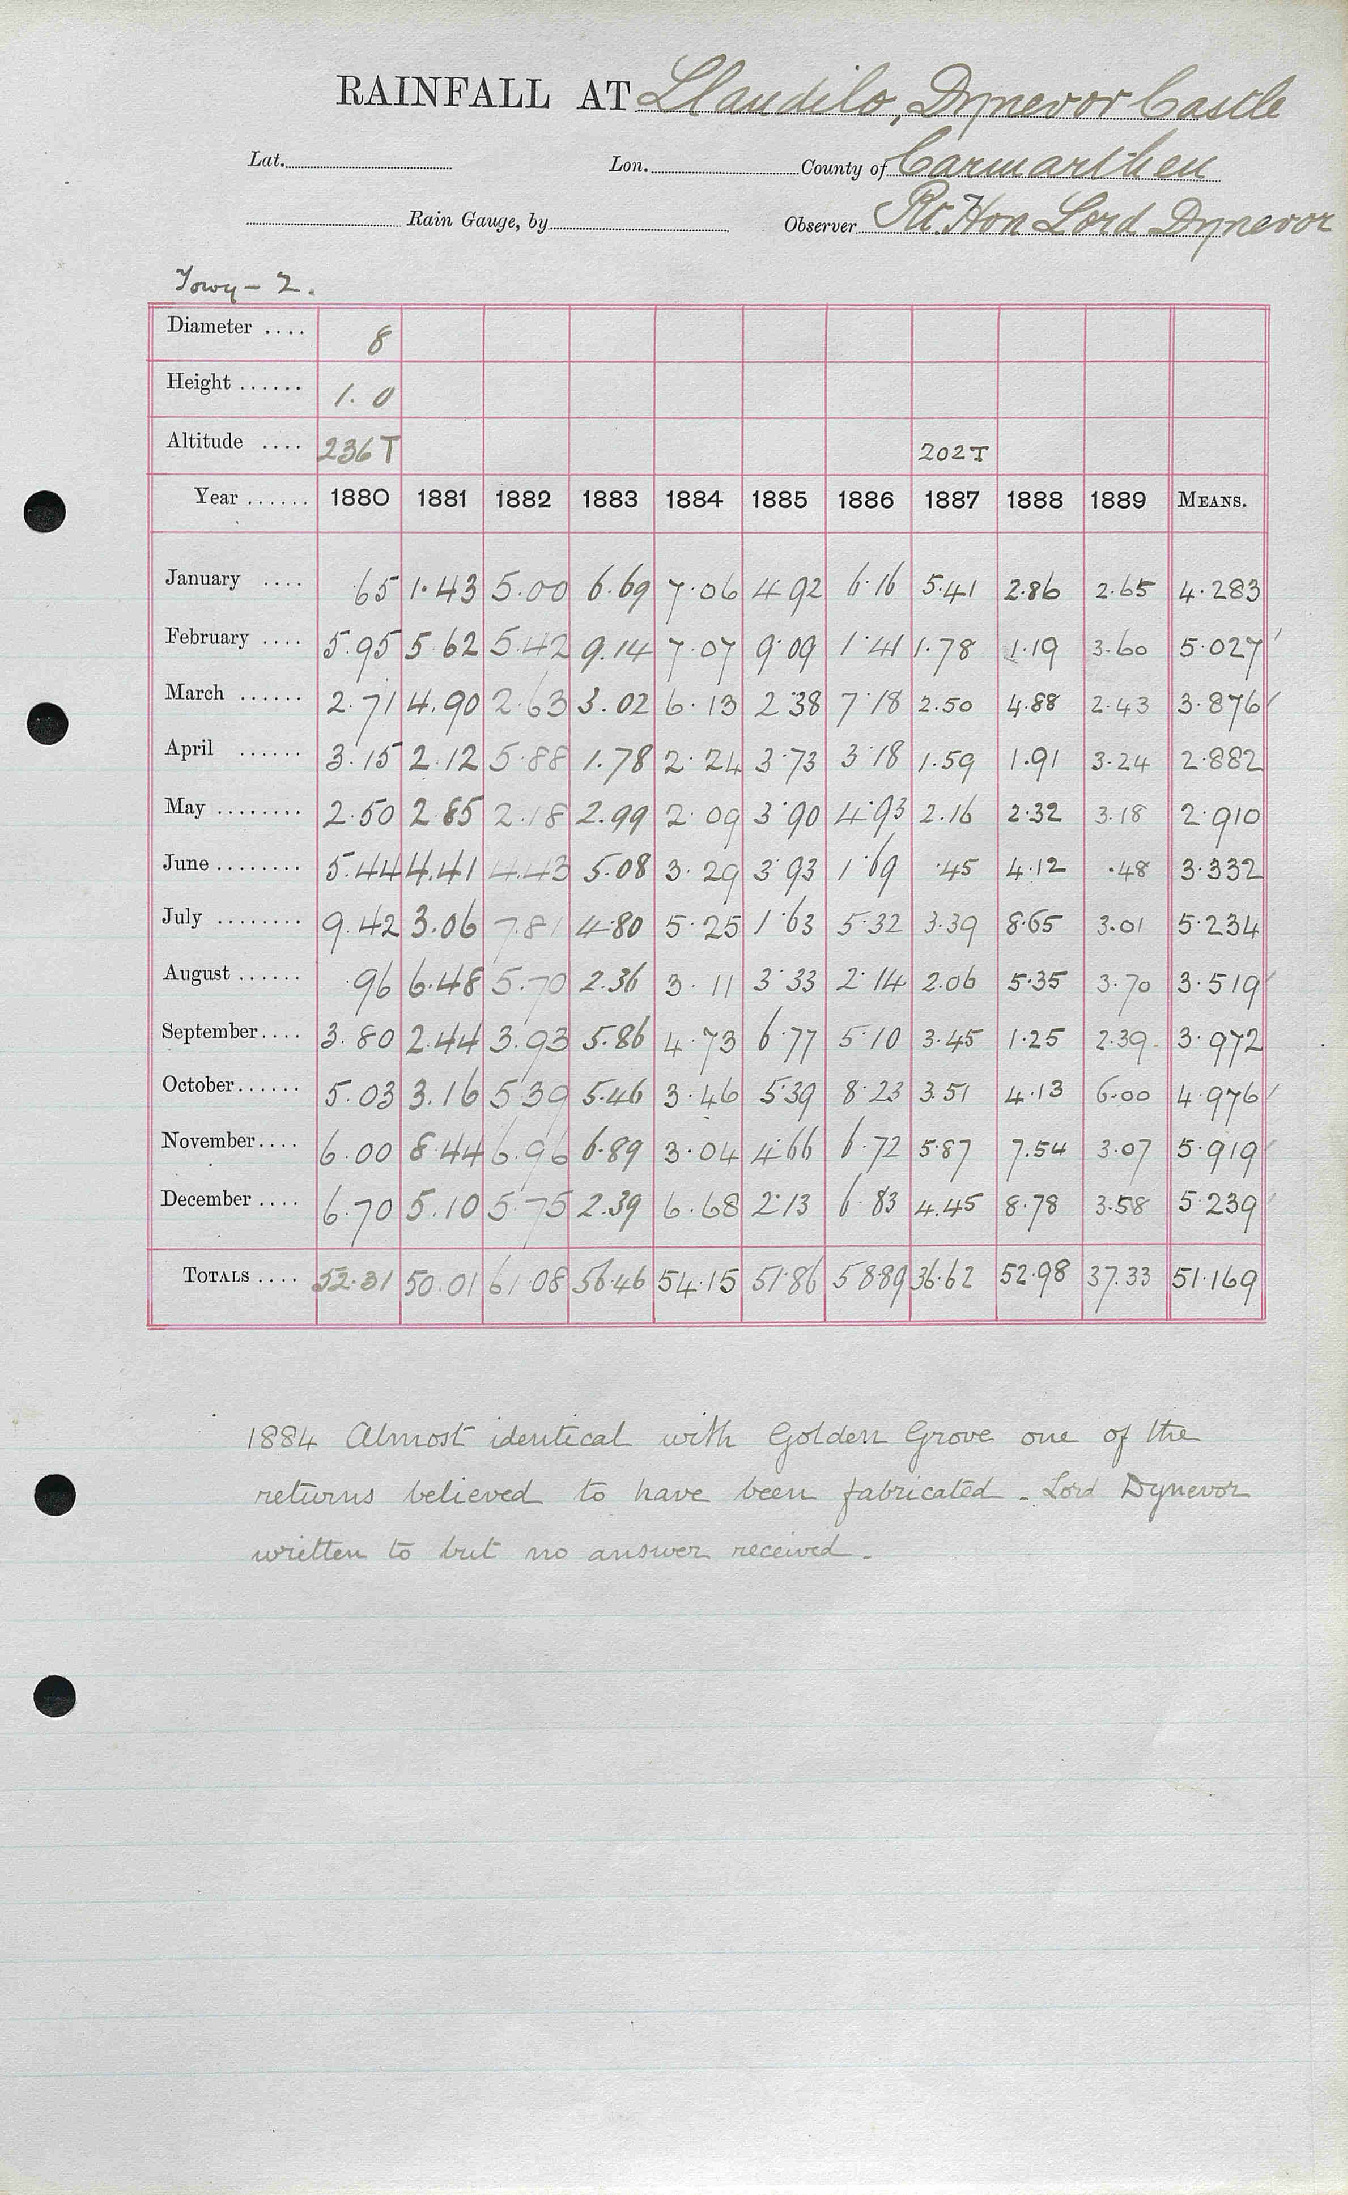 RAINFALL AT Llandilo, Dynevor Castle
Lat. Lon. County of Carmarthen
Rain Gauge, by Observer Rt. Hon Lord Dynevor
Towy - 2.
Diameter .... 8
Height ...... 1.0
Altitude .... 236T 202T
Year ...... 1880 1881 1882 1883 1884 1885 1886 1887 1888 1889 MEANS.
January .... 65 1.43 5.00 6.69 7.06 4.92 6.16 5.41 2.86 2.65 4.283
February .... 5.95 5.62 5.42 9.14 7.07 9.09 1.41 1.78 1.19 3.60 5.027
March ...... 2.71 4.90 2.63 3.02 6.13 2.38 7.18 2.50 4.88 2.43 3.876
April ...... 3.15 2.12 5.88 1.78 2.24 3.73 3.18 1.59 1.91 3.24 2.882
May ........ 2.50 2.85 2.18 2.99 2.09 3.90 4.93 2.16 2.32 3.18 2.910
June ........ 5.44 4.41 4.43 5.08 3.29 3.93 1.69 .45 4.12 .48 3.332
July ........ 9.42 3.06 7.81 4.80 5.25 1.63 5.32 3.39 8.65 3.01 5.234
August ...... .96 6.48 5.70 2.36 3.11 3.33 2.14 2.06 5.35 3.70 3.519
September .... 3.80 2.44 3.93 5.86 4.73 6.77 5.10 3.45 1.25 2.39 3.972
October ...... 5.03 3.16 5.39 5.46 3.46 5.39 8.23 3.51 4.13 6.00 4.976
November .... 6.00 8.44 6.96 6.89 3.04 4.66 6.72 5.87 7.54 3.07 5.919
December .... 6.70 5.10 5.75 2.39 6.68 2.13 6.83 4.45 8.78 3.58 5.239
TOTALS .... 52.31 50.01 61.08 56.46 54.15 51.86 58.89 36.62 52.98 37.33 51.169
1884 Almost identical with Golden Grove one of the
returns believed to have been fabricated - Lord Dynevor
written to but no answer received -